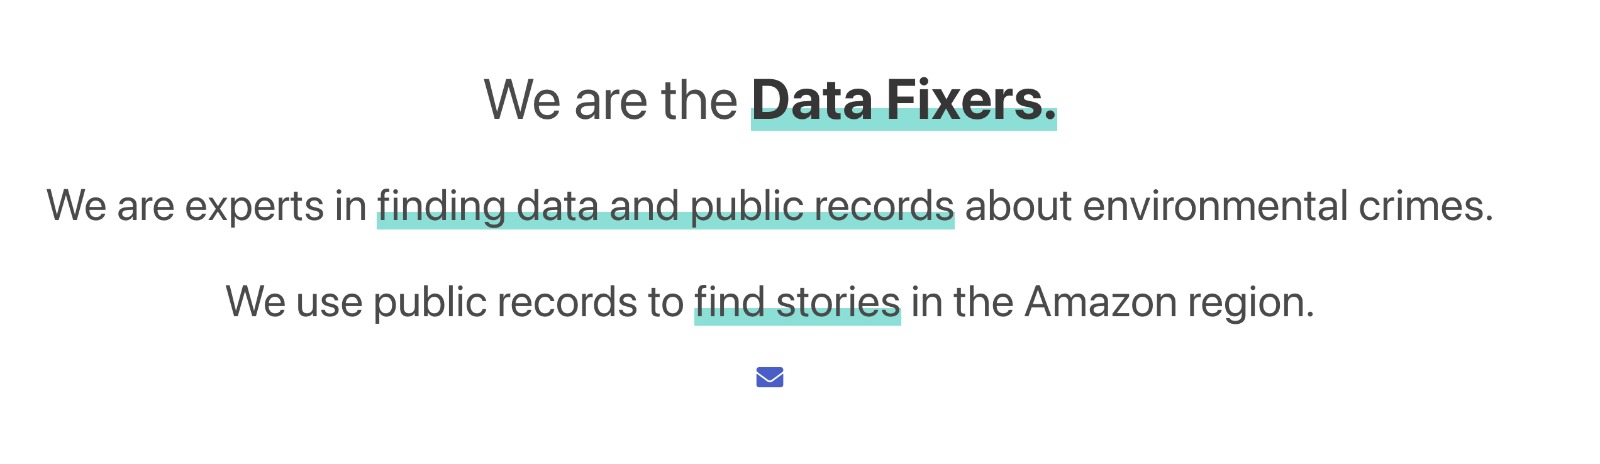 We are the Data Fixers.
We are experts in finding data and public records about environmental crimes.
We use public records to find stories in the Amazon region.